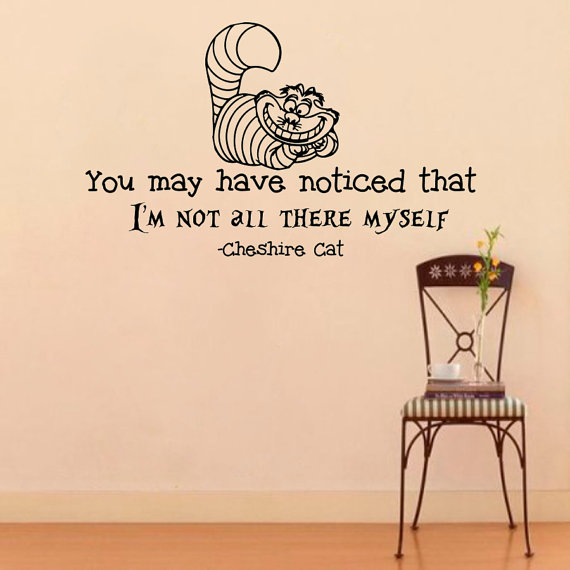 You may have noticed that
I'm not all there myself
-Cheshire Cat